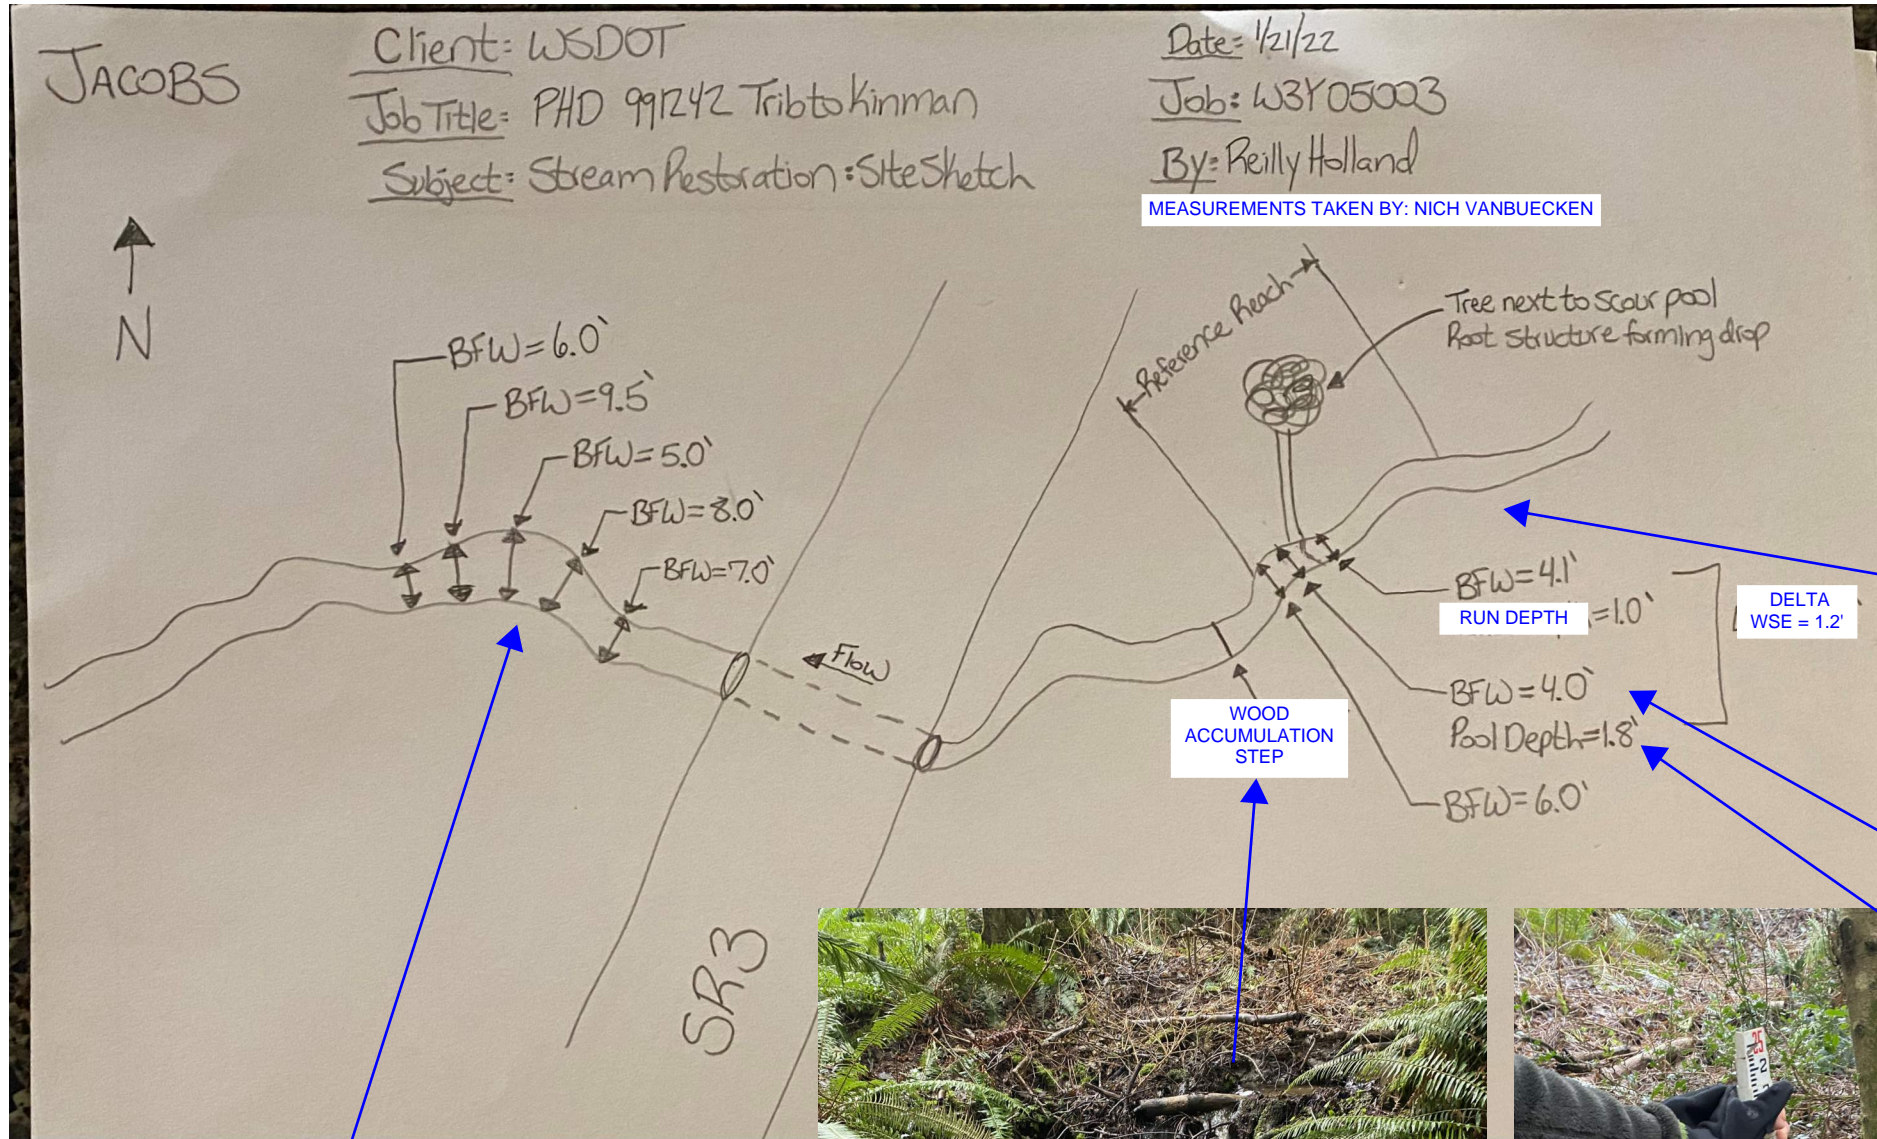 JACOBS
Client: WSDOT
Job Title: PHD 991242 Trib to Kinman
Subject: Stream Restoration: Site Sketch
Date: 1/21/22
Job: W3Y05003
By: Reilly Holland
MEASUREMENTS TAKEN BY: NICH VANBUECKEN
N
BFW=6.0'
BFW=9.5'
BFW=5.0'
BFW=8.0'
BFW=7.0'
Flow
SR3
Reference Reach
Tree next to scour pool
Root structure forming drop
BFW=4.1'
RUN DEPTH =1.0'
DELTA
WSE = 1.2'
BFW=4.0'
Pool Depth=1.8'
BFW=6.0'
WOOD
ACCUMULATION
STEP
25
2